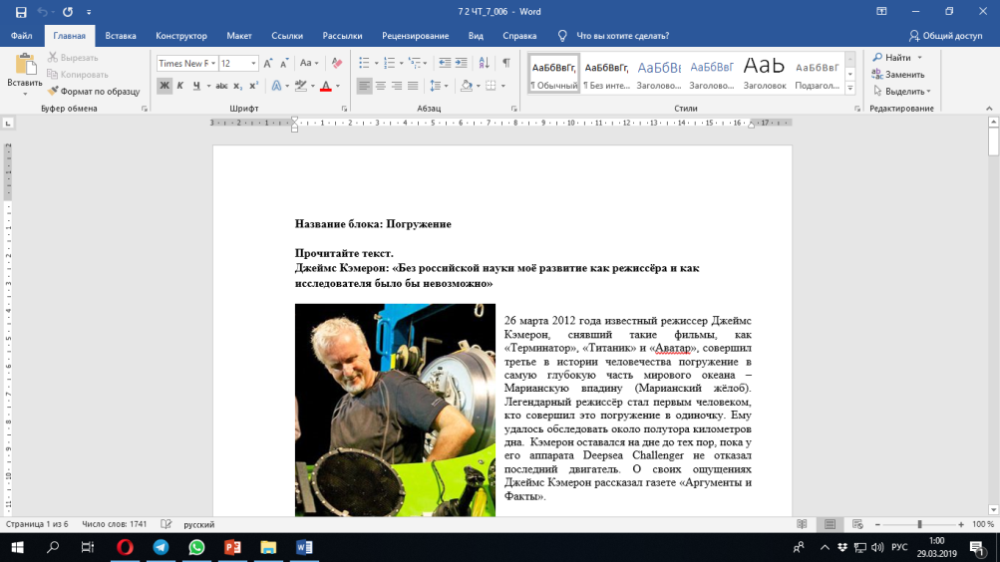 7 2 ЧТ_7_006 - Word
Файл Главная Вставка Конструктор Макет Ссылки Рассылки Рецензирование Вид Справка Что вы хотите сделать? Общий доступ
Вставить
Вырезать
Копировать
Формат по образцу
Буфер обмена
Times New R 12
Ж К Ч abc x₂ x²
Шрифт
Абзац
АаБбВвГг, АаБбВвГг, АаБбВв АаБбВвГ АаБ АаБбВвГ
¶ Обычный ¶ Без инте... Заголово... Заголово... Заголовок Подзагол...
Стили
Найти
Заменить
Выделить
Редактирование
Название блока: Погружение
Прочитайте текст.
Джеймс Кэмерон: «Без российской науки моё развитие как режиссёра и как
исследователя было бы невозможно»
26 марта 2012 года известный режиссер Джеймс
Кэмерон, снявший такие фильмы, как
«Терминатор», «Титаник» и «Аватар», совершил
третье в истории человечества погружение в
самую глубокую часть мирового океана –
Марианскую впадину (Марианский жёлоб).
Легендарный режиссёр стал первым человеком,
кто совершил это погружение в одиночку. Ему
удалось обследовать около полутора километров
дна. Кэмерон оставался на дне до тех пор, пока у
его аппарата Deepsea Challenger не отказал
последний двигатель. О своих ощущениях
Джеймс Кэмерон рассказал газете «Аргументы и
Факты».
Страница 1 из 6 Число слов: 1741 русский 100 %
РУС
1:00
29.03.2019
1